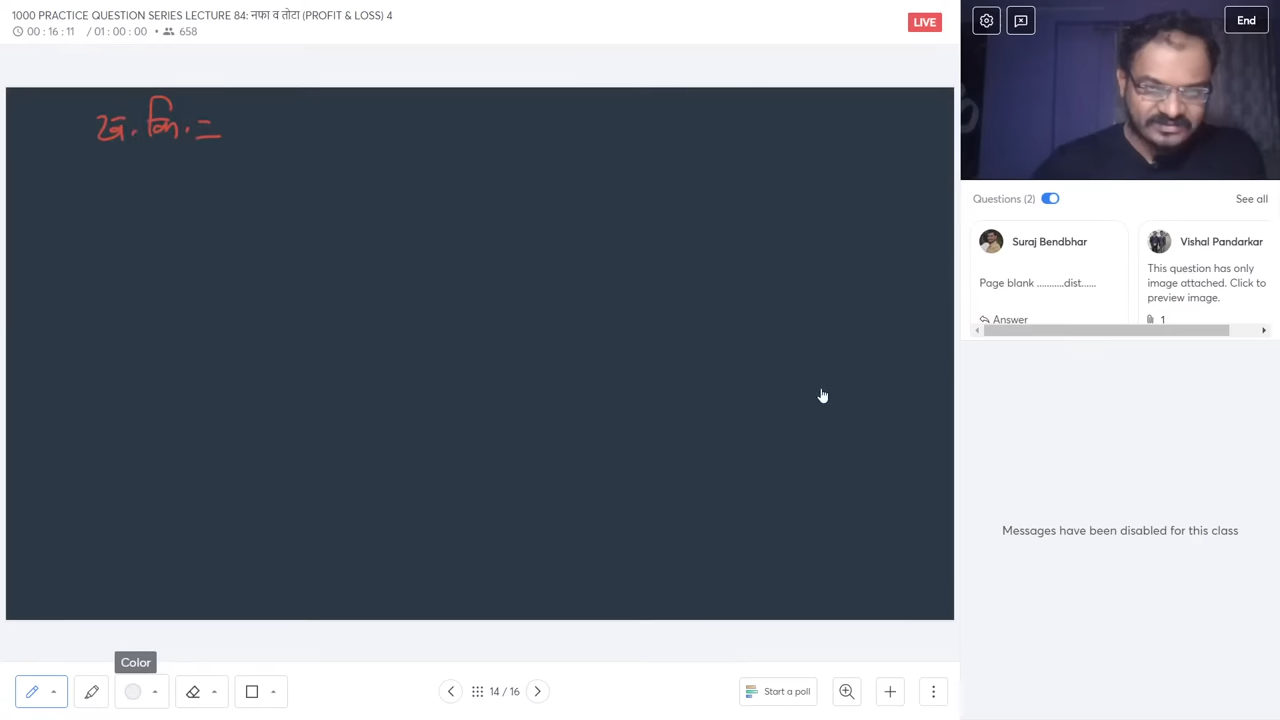 1000 PRACTICE QUESTION SERIES LECTURE 84: नफा व तोटा (PROFIT & LOSS) 4
00 : 16 : 11 / 01 : 00 : 00 • 658
LIVE
End
ख. कि. =
Questions (2)
See all
Suraj Bendbhar
Page blank ...........dist......
Answer
Vishal Pandarkar
This question has only
image attached. Click to
preview image.
1
Messages have been disabled for this class
Color
14 / 16
Start a poll